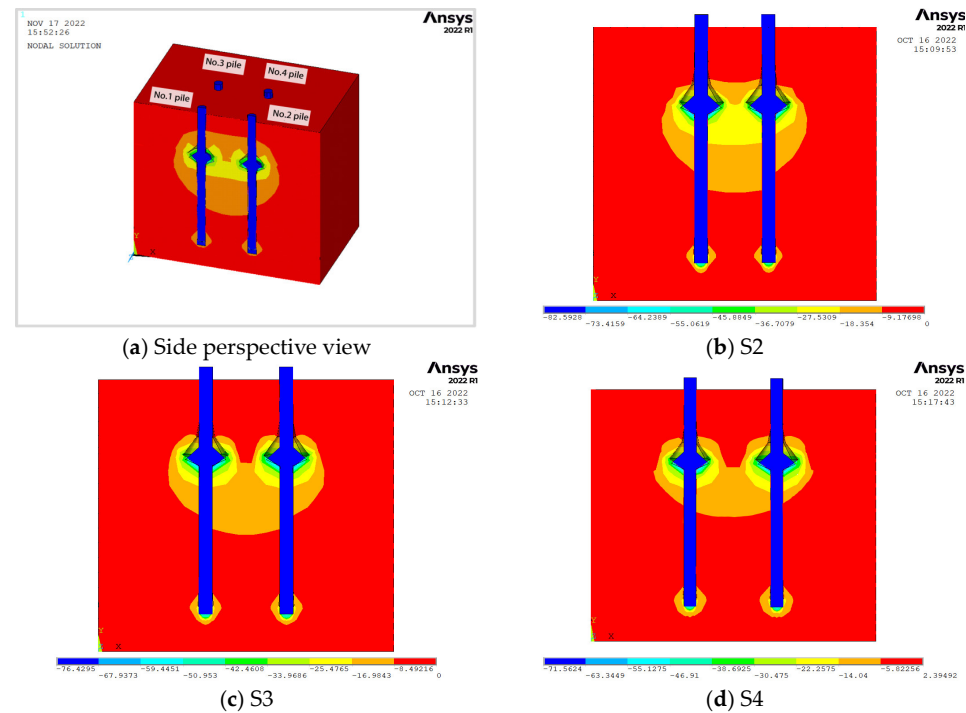 1
NOV 17 2022
15:52:26
NODAL SOLUTION
Ansys
2022 R1
No.3 pile
No.4 pile
No.1 pile
No.2 pile
Y
X
(a) Side perspective view
Ansys
2022 R1
OCT 16 2022
15:09:53
Y
X
-82.5928 -64.2389 -45.8849 -27.5309 -9.17698
-73.4159 -55.0619 -36.7079 -18.354 0
(b) S2
Ansys
2022 R1
OCT 16 2022
15:12:33
Y
X
-76.4295 -59.4451 -42.4608 -25.4765 -8.49216
-67.9373 -50.953 -33.9686 -16.9843 0
(c) S3
Ansys
2022 R1
OCT 16 2022
15:17:43
Y
X
-71.5624 -55.1275 -38.6925 -22.2575 -5.82256
-63.3449 -46.91 -30.475 -14.04 2.39492
(d) S4